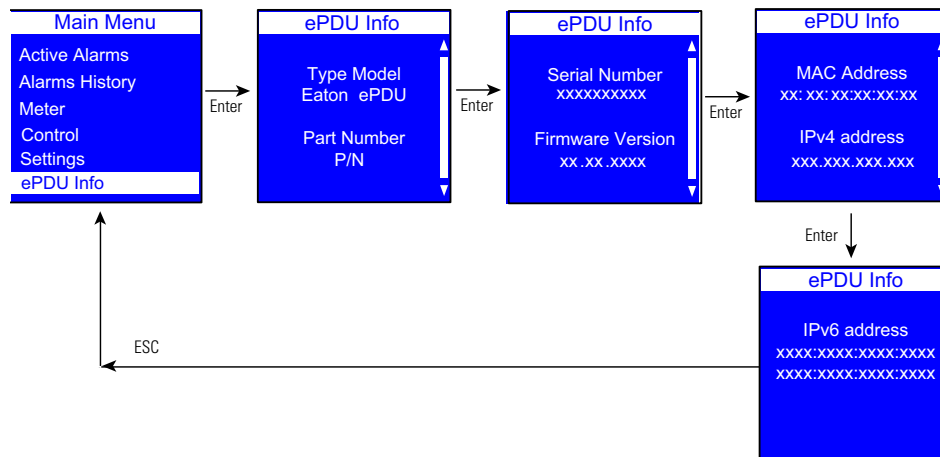 Main Menu
Active Alarms
Alarms History
Meter
Control
Settings
ePDU Info
Enter
ePDU Info
Type Model
Eaton ePDU
Part Number
P/N
Enter
ePDU Info
Serial Number
xxxxxxxxxx
Firmware Version
xx.xx.xxxx
Enter
ePDU Info
MAC Address
xx: xx: xx:xx:xx:xx
IPv4 address
xxx.xxx.xxx.xxx
Enter
ePDU Info
IPv6 address
xxxx:xxxx:xxxx:xxxx
xxxx:xxxx:xxxx:xxxx
ESC